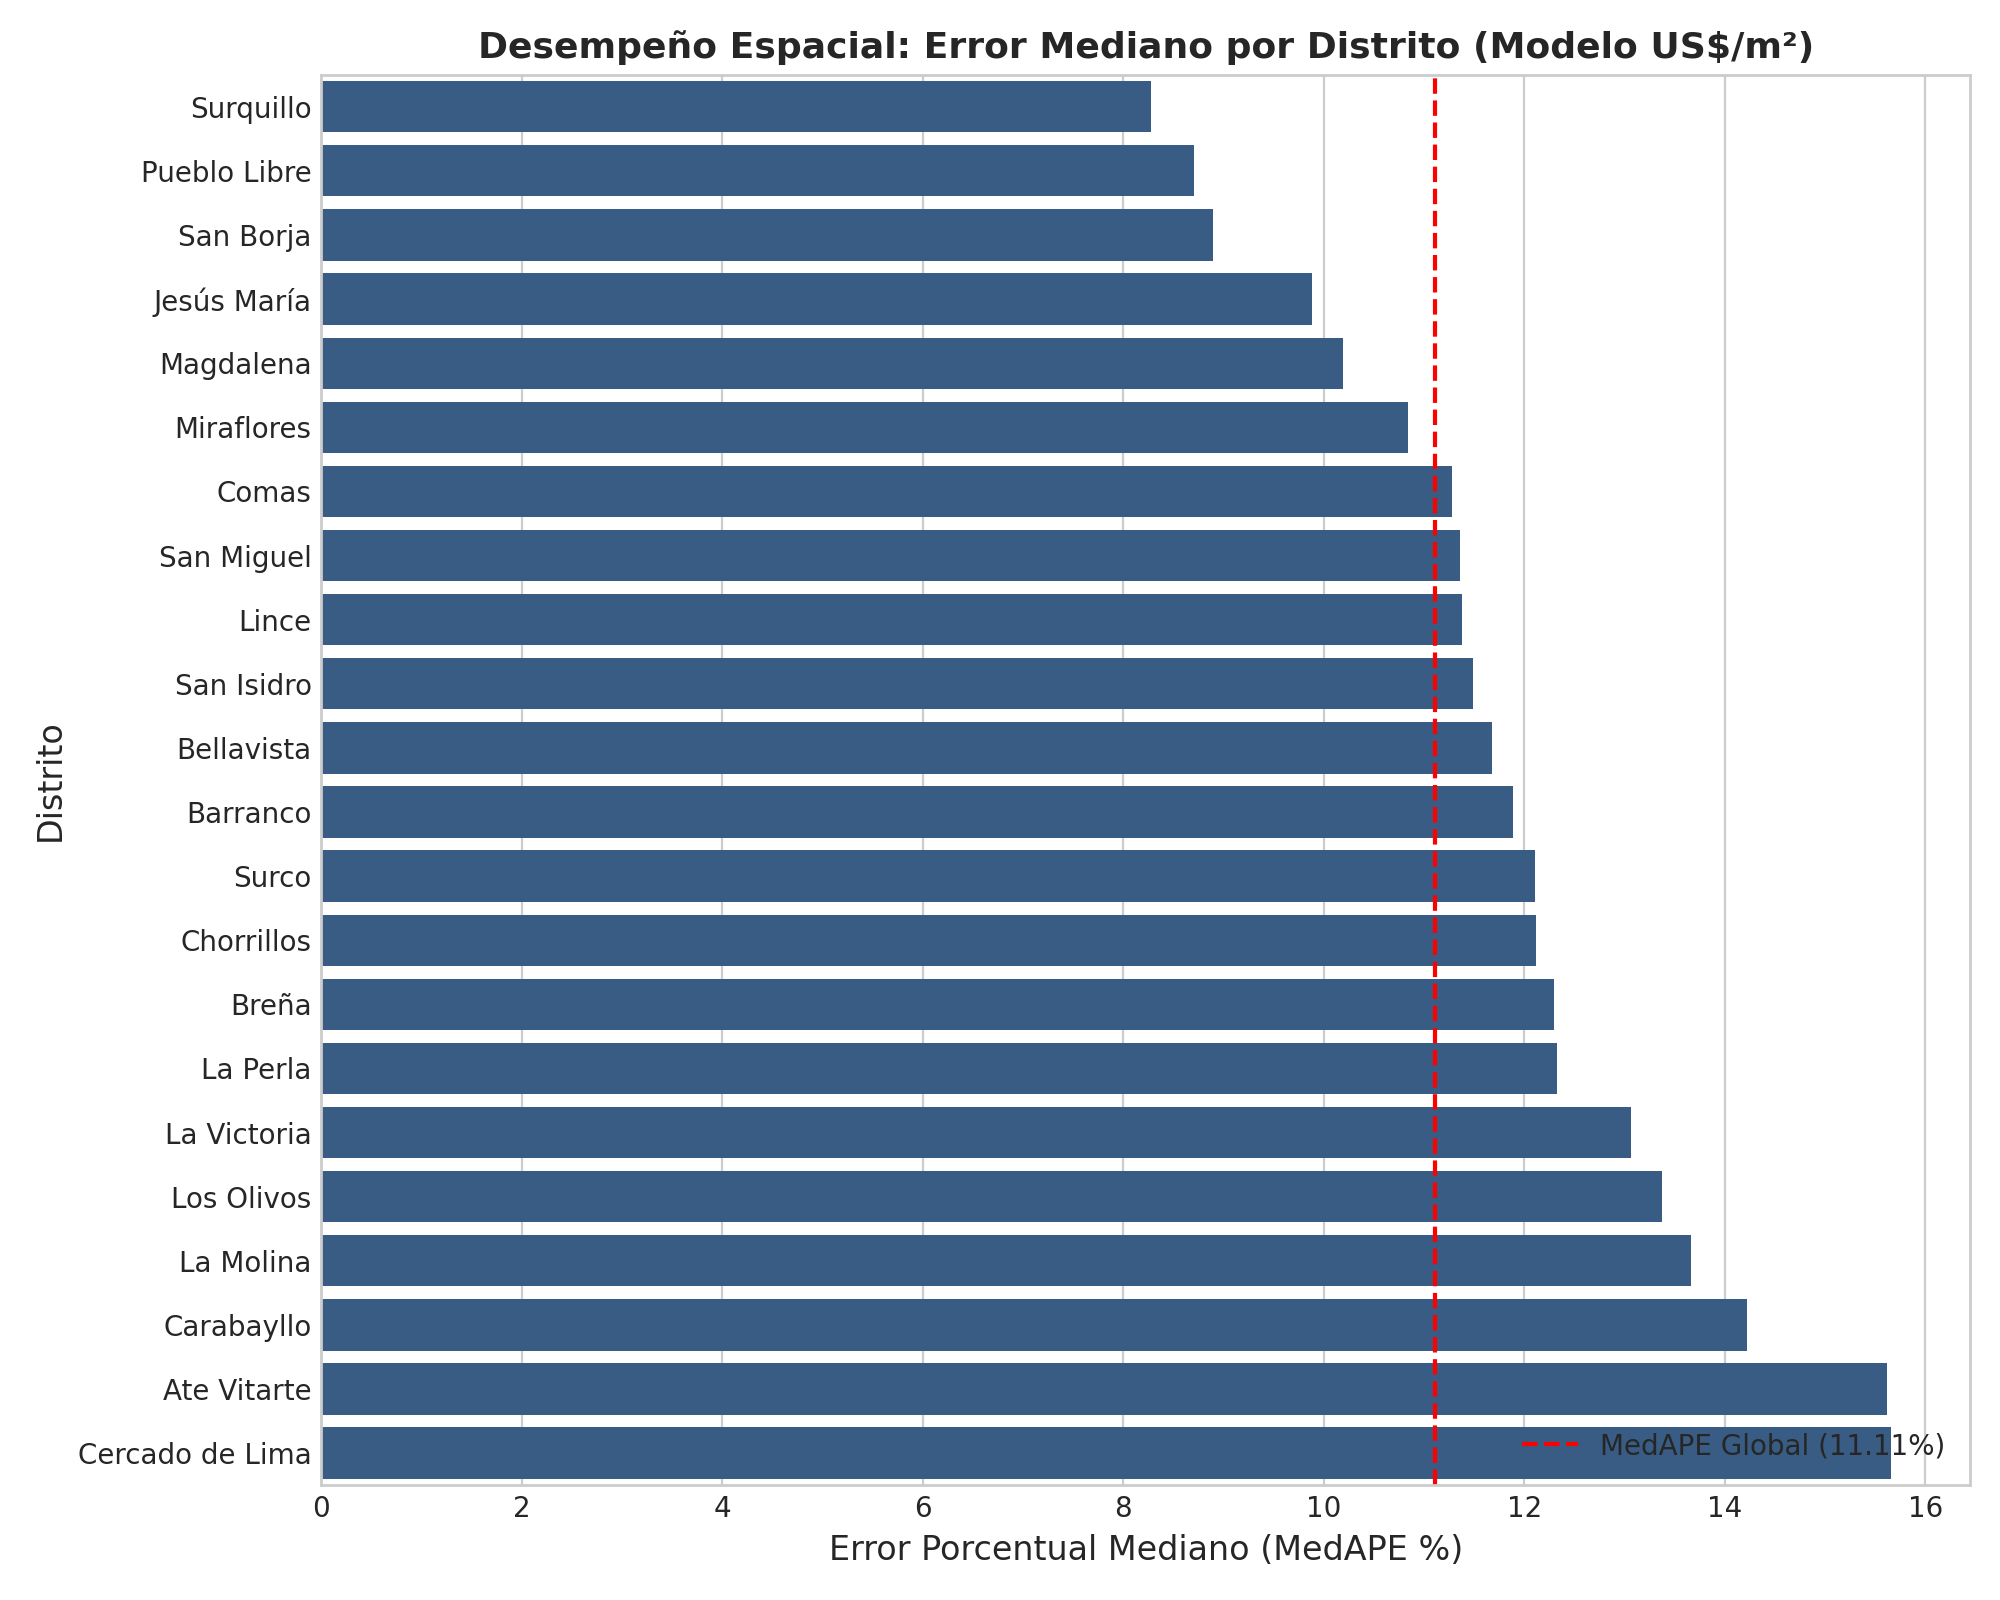 Desempeño Espacial: Error Mediano por Distrito (Modelo US$/m²)
Distrito
Surquillo
Pueblo Libre
San Borja
Jesús María
Magdalena
Miraflores
Comas
San Miguel
Lince
San Isidro
Bellavista
Barranco
Surco
Chorrillos
Breña
La Perla
La Victoria
Los Olivos
La Molina
Carabayllo
Ate Vitarte
Cercado de Lima
MedAPE Global (11.11%)
0 2 4 6 8 10 12 14 16
Error Porcentual Mediano (MedAPE %)